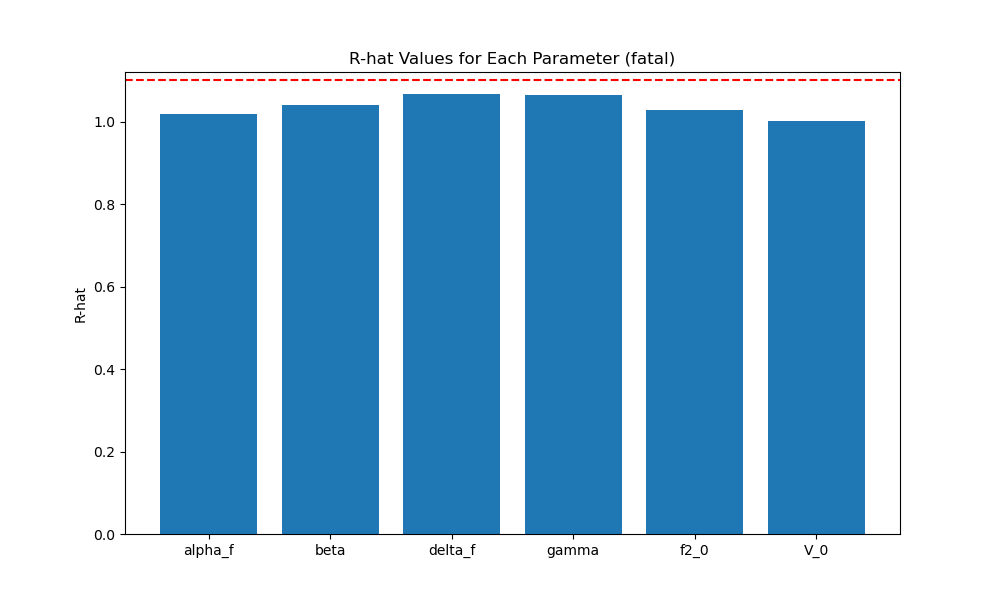 R-hat Values for Each Parameter (fatal)
1.0
0.8
0.6
0.4
0.2
0.0
R-hat
alpha_f beta delta_f gamma f2_0 V_0